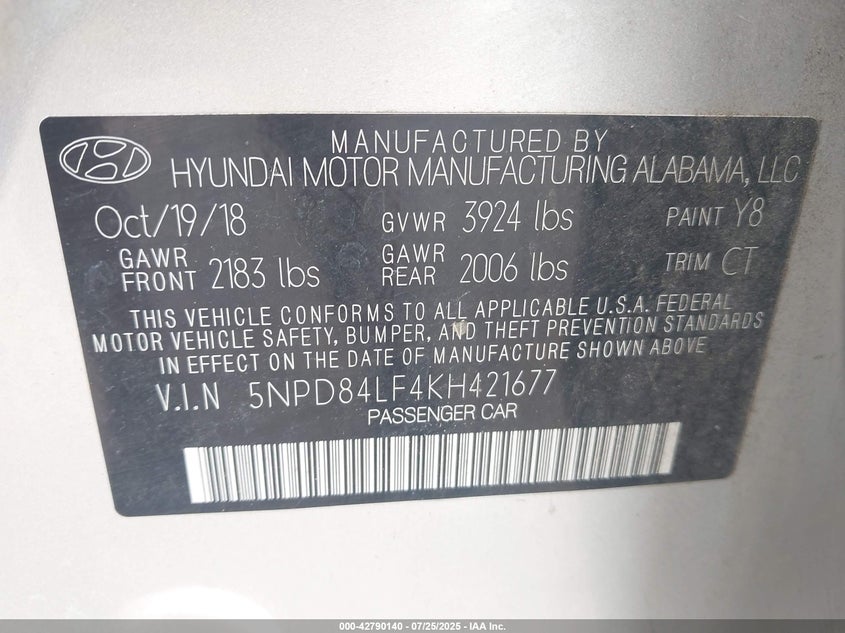 MANUFACTURED BY
HYUNDAI MOTOR MANUFACTURING ALABAMA, LLC
Oct/19/18 GVWR 3924 lbs PAINT Y8
GAWR FRONT 2183 lbs GAWR REAR 2006 lbs TRIM CT
THIS VEHICLE CONFORMS TO ALL APPLICABLE U.S.A. FEDERAL
MOTOR VEHICLE SAFETY, BUMPER, AND THEFT PREVENTION STANDARDS
IN EFFECT ON THE DATE OF MANUFACTURE SHOWN ABOVE
V.I.N 5NPD84LF4KH421677
PASSENGER CAR
000-42790140 - 07/25/2025 - IAA Inc.